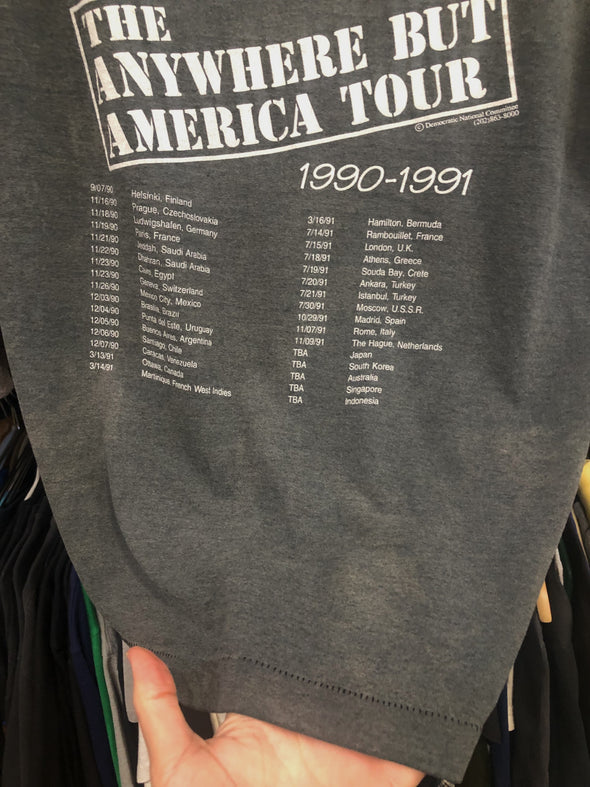 THE
ANYWHERE BUT
AMERICA TOUR
© Democratic National Committee
(202)863-8000
1990-1991
9/07/90 Helsinki, Finland
11/16/90 Prague, Czechoslovakia
11/18/90 Ludwigshafen, Germany
11/19/90 Paris, France
11/21/90 Jeddah, Saudi Arabia
11/22/90 Dhahran, Saudi Arabia
11/23/90 Cairo, Egypt
11/23/90 Geneva, Switzerland
11/26/90 Mexico City, Mexico
12/03/90 Brasilia, Brazil
12/04/90 Punta del Este, Uruguay
12/05/90 Buenos Aires, Argentina
12/06/90 Santiago, Chile
12/07/90 Caracas, Venezuela
3/13/91 Ottawa, Canada
3/14/91 Martinique, French West Indies
3/16/91 Hamilton, Bermuda
7/14/91 Rambouillet, France
7/15/91 London, U.K.
7/18/91 Athens, Greece
7/19/91 Souda Bay, Crete
7/20/91 Ankara, Turkey
7/21/91 Istanbul, Turkey
7/30/91 Moscow, U.S.S.R.
10/29/91 Madrid, Spain
11/07/91 Rome, Italy
11/09/91 The Hague, Netherlands
TBA Japan
TBA South Korea
TBA Australia
TBA Singapore
TBA Indonesia